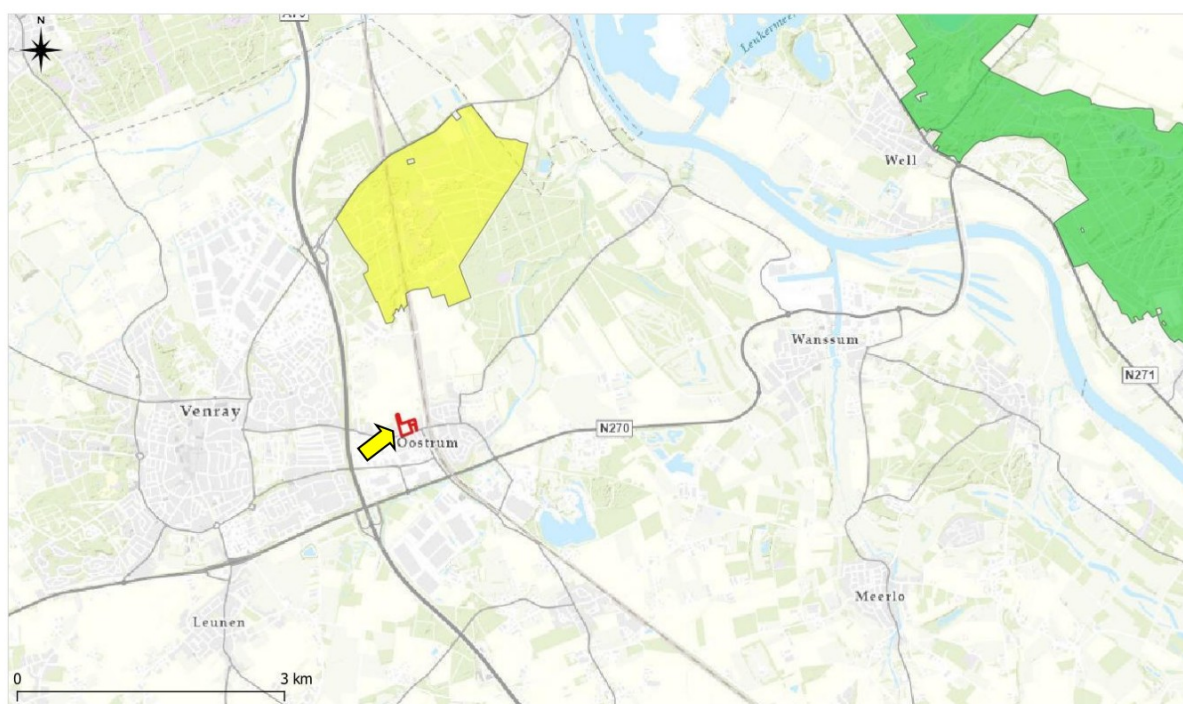 N
A73
Leukermeer
Well
Wanssum
N271
Venray
N270
Oostrum
Meerlo
Leunen
0
3 km